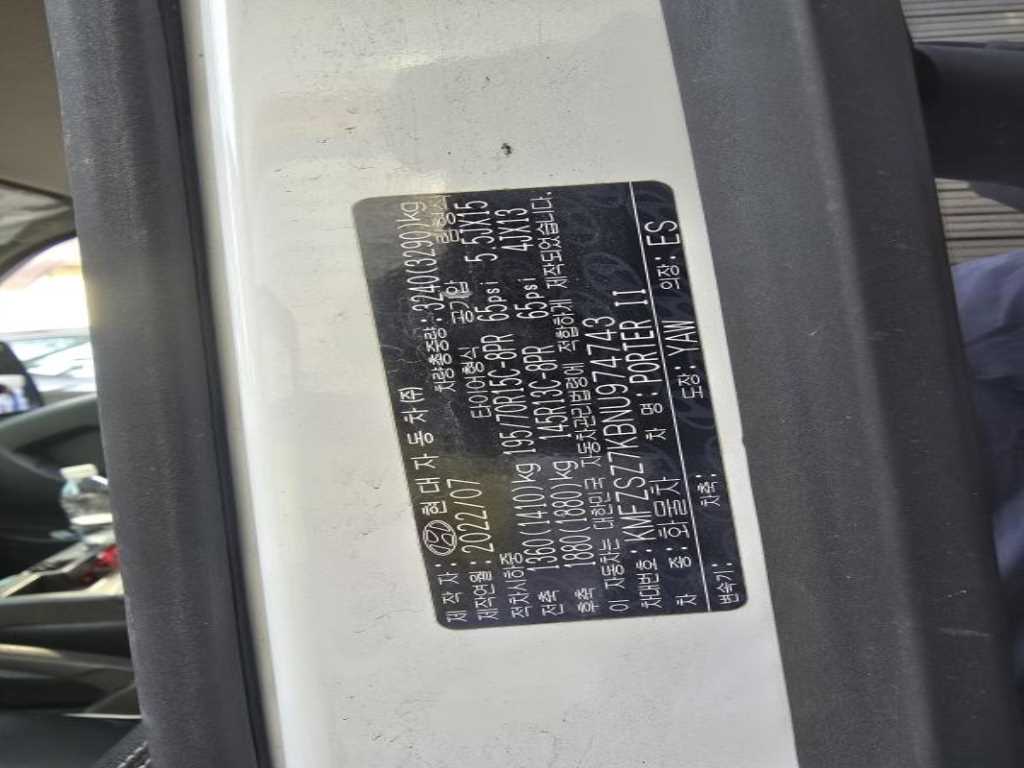 제 작 자: 현대자동차(주)
제작연월: 2022/07 차량총중량: 3240(3290)kg
적차시하중 타이어형식 공기압 림형식
전축 1360(1410)kg 195/70R15C-8PR 65psi 5.5JX15
후축 1880(1880)kg 145R13C-8PR 65psi 4JX13
이 자동차는 대한민국 자동차관리법령에 적합하게 제작되었습니다.
차대번호: KMFZSZ7KBNU974743
차 종: 화물차 차 명: PORTER II
변속기: 차축: 도장: YAW 의장: ES